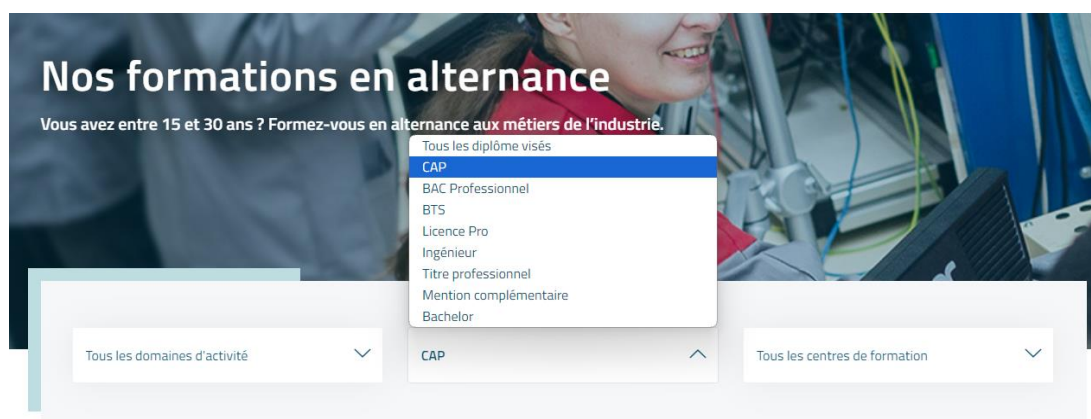 Nos formations en alternance
Vous avez entre 15 et 30 ans ? Formez-vous en alternance aux métiers de l'industrie.
Tous les diplôme visés
CAP
BAC Professionnel
BTS
Licence Pro
Ingénieur
Titre professionnel
Mention complémentaire
Bachelor
Tous les domaines d'activité
CAP
Tous les centres de formation